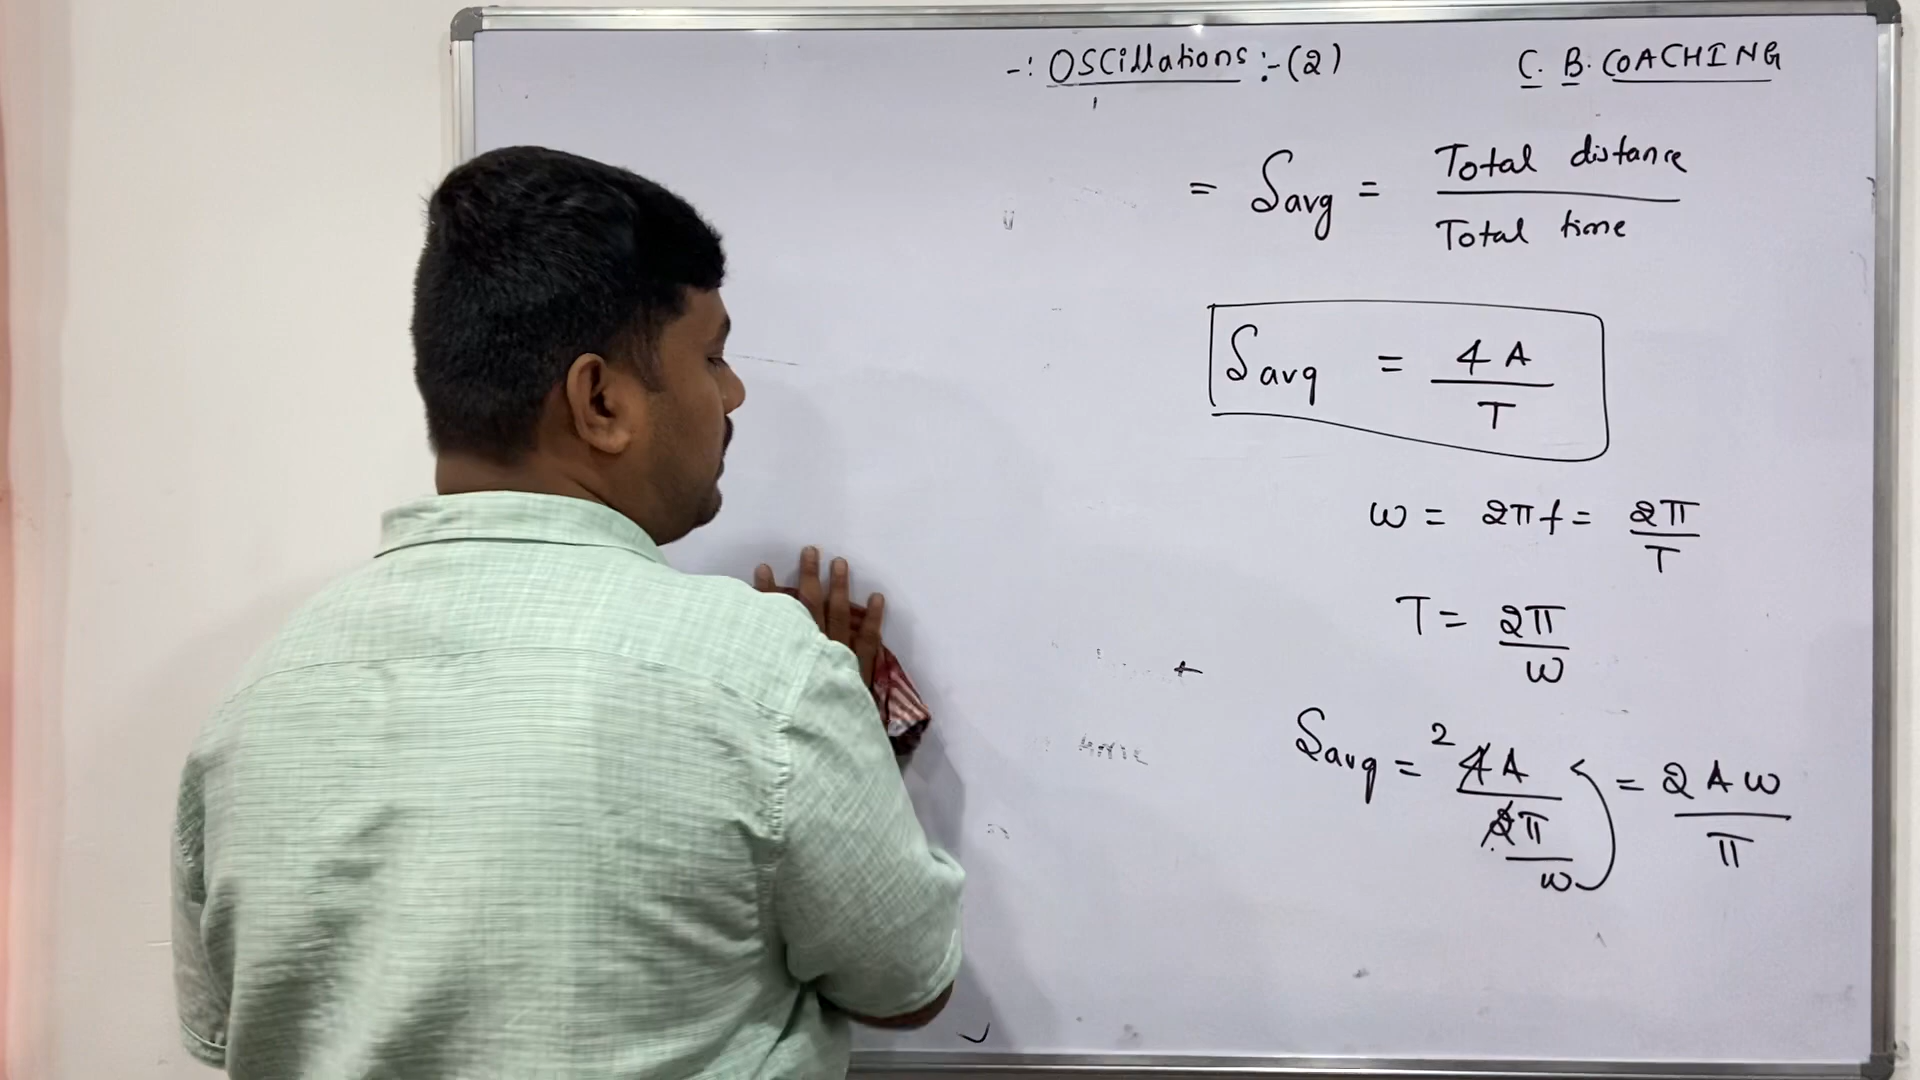 -: OSCillations :- (2)
C. B. COACHING
= Savg = Total distance / Total time
Savg = 4A / T
ω = 2πf = 2π / T
T = 2π / ω
Savg = 2 4A / 2π / ω = 2Aω / π